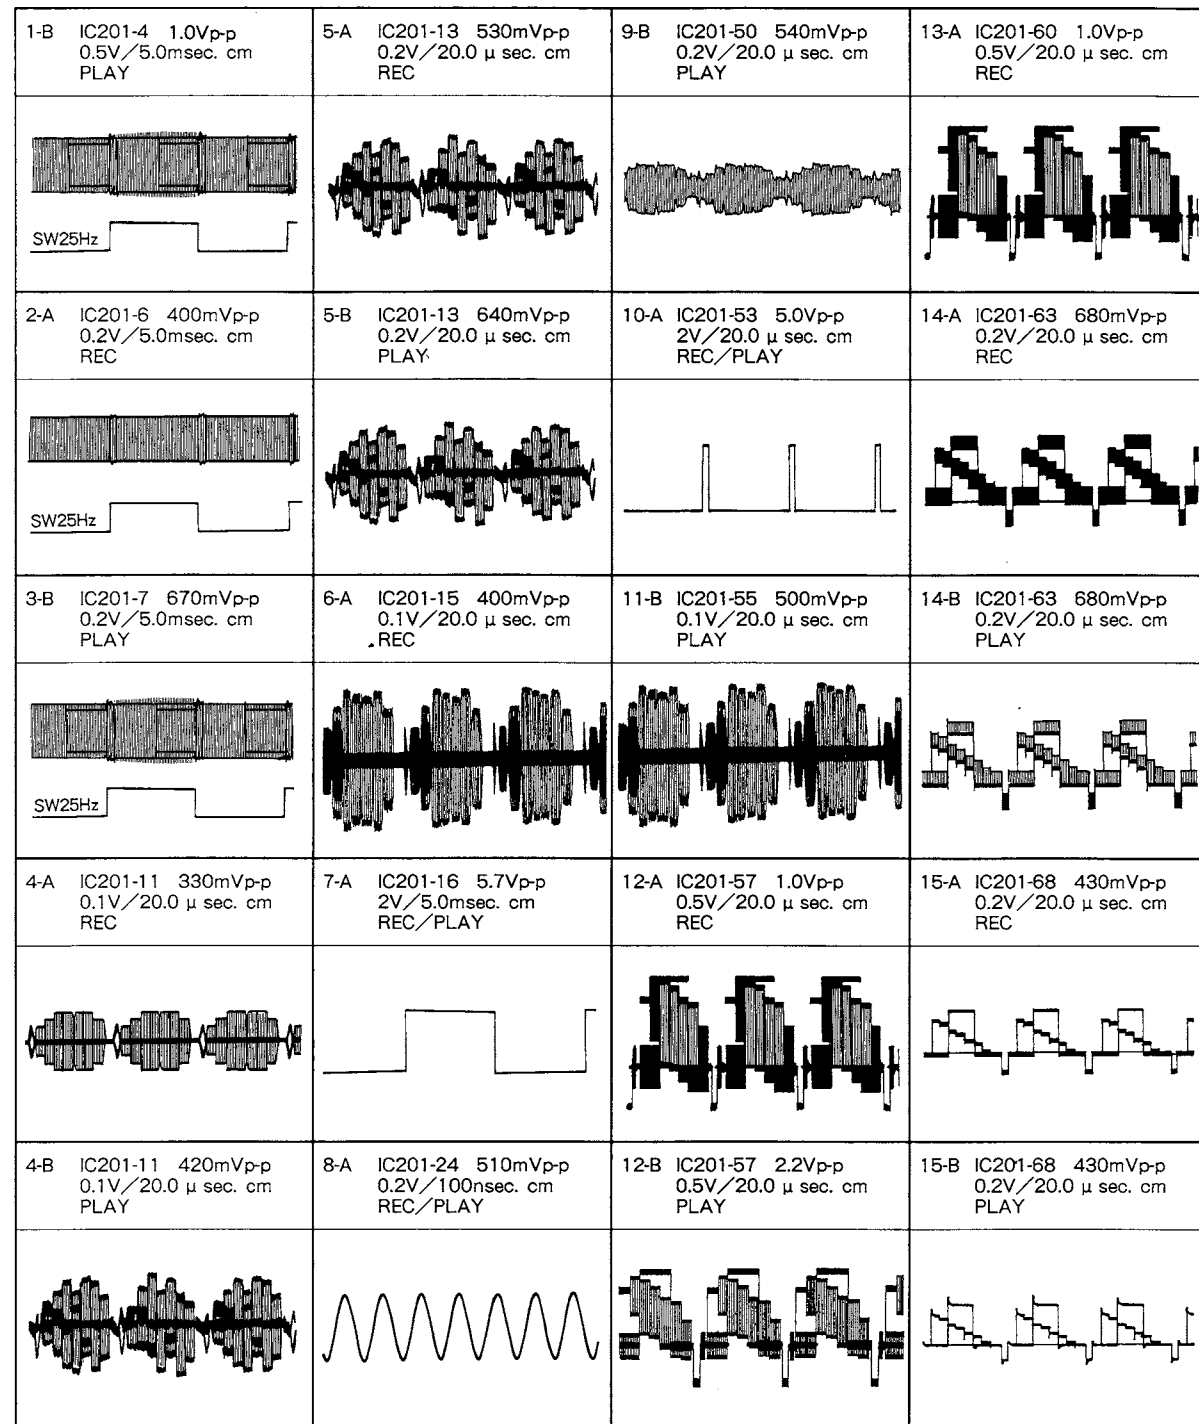 1-B IC201-4 1.0Vp-p
0.5V/5.0msec. cm
PLAY
SW25Hz
2-A IC201-6 400mVp-p
0.2V/5.0msec. cm
REC
SW25Hz
3-B IC201-7 670mVp-p
0.2V/5.0msec. cm
PLAY
SW25Hz
4-A IC201-11 330mVp-p
0.1V/20.0 μ sec. cm
REC
4-B IC201-11 420mVp-p
0.1V/20.0 μ sec. cm
PLAY
5-A IC201-13 530mVp-p
0.2V/20.0 μ sec. cm
REC
5-B IC201-13 640mVp-p
0.2V/20.0 μ sec. cm
PLAY
6-A IC201-15 400mVp-p
0.1V/20.0 μ sec. cm
REC
7-A IC201-16 5.7Vp-p
2V/5.0msec. cm
REC/PLAY
8-A IC201-24 510mVp-p
0.2V/100nsec. cm
REC/PLAY
9-B IC201-50 540mVp-p
0.2V/20.0 μ sec. cm
PLAY
10-A IC201-53 5.0Vp-p
2V/20.0 μ sec. cm
REC/PLAY
11-B IC201-55 500mVp-p
0.1V/20.0 μ sec. cm
PLAY
12-A IC201-57 1.0Vp-p
0.5V/20.0 μ sec. cm
REC
12-B IC201-57 2.2Vp-p
0.5V/20.0 μ sec. cm
PLAY
13-A IC201-60 1.0Vp-p
0.5V/20.0 μ sec. cm
REC
14-A IC201-63 680mVp-p
0.2V/20.0 μ sec. cm
REC
14-B IC201-63 680mVp-p
0.2V/20.0 μ sec. cm
PLAY
15-A IC201-68 430mVp-p
0.2V/20.0 μ sec. cm
REC
15-B IC201-68 430mVp-p
0.2V/20.0 μ sec. cm
PLAY